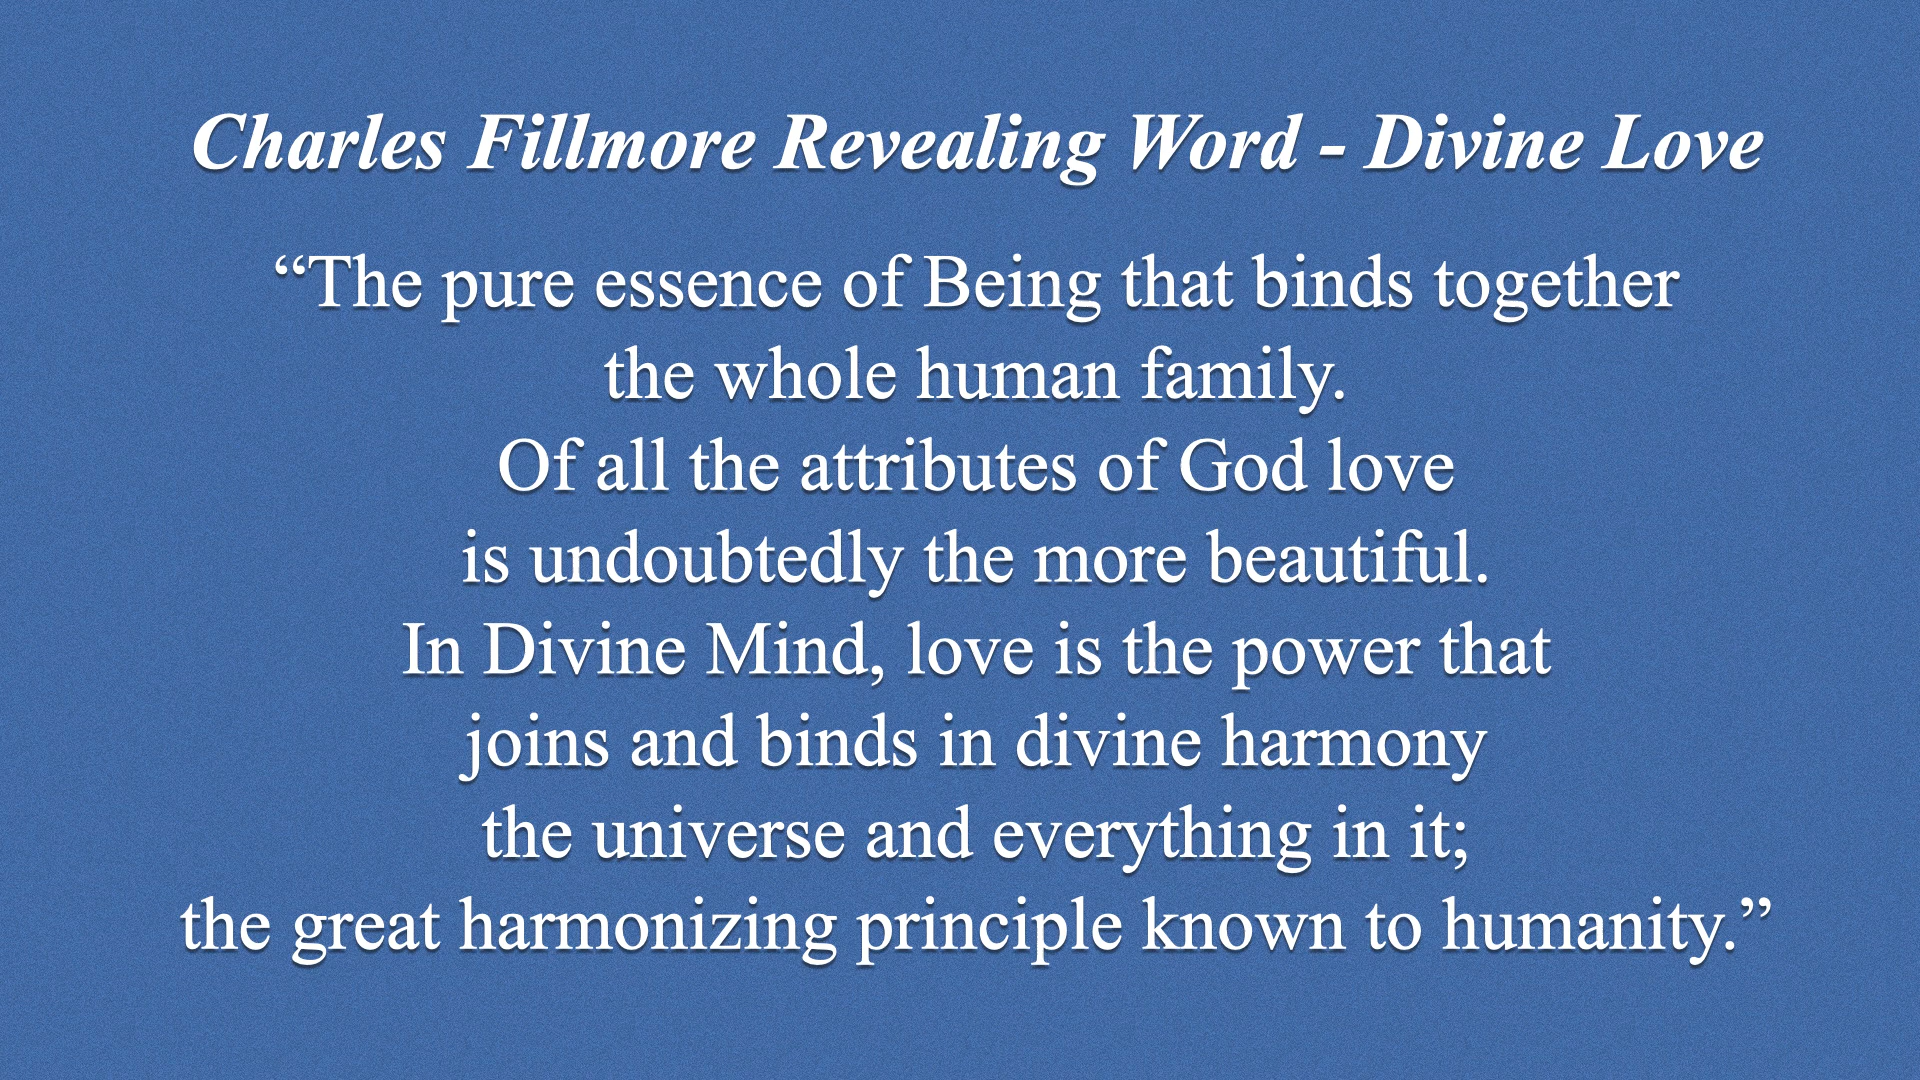 Charles Fillmore Revealing Word - Divine Love
“The pure essence of Being that binds together
the whole human family.
Of all the attributes of God love
is undoubtedly the more beautiful.
In Divine Mind, love is the power that
joins and binds in divine harmony
the universe and everything in it;
the great harmonizing principle known to humanity.”